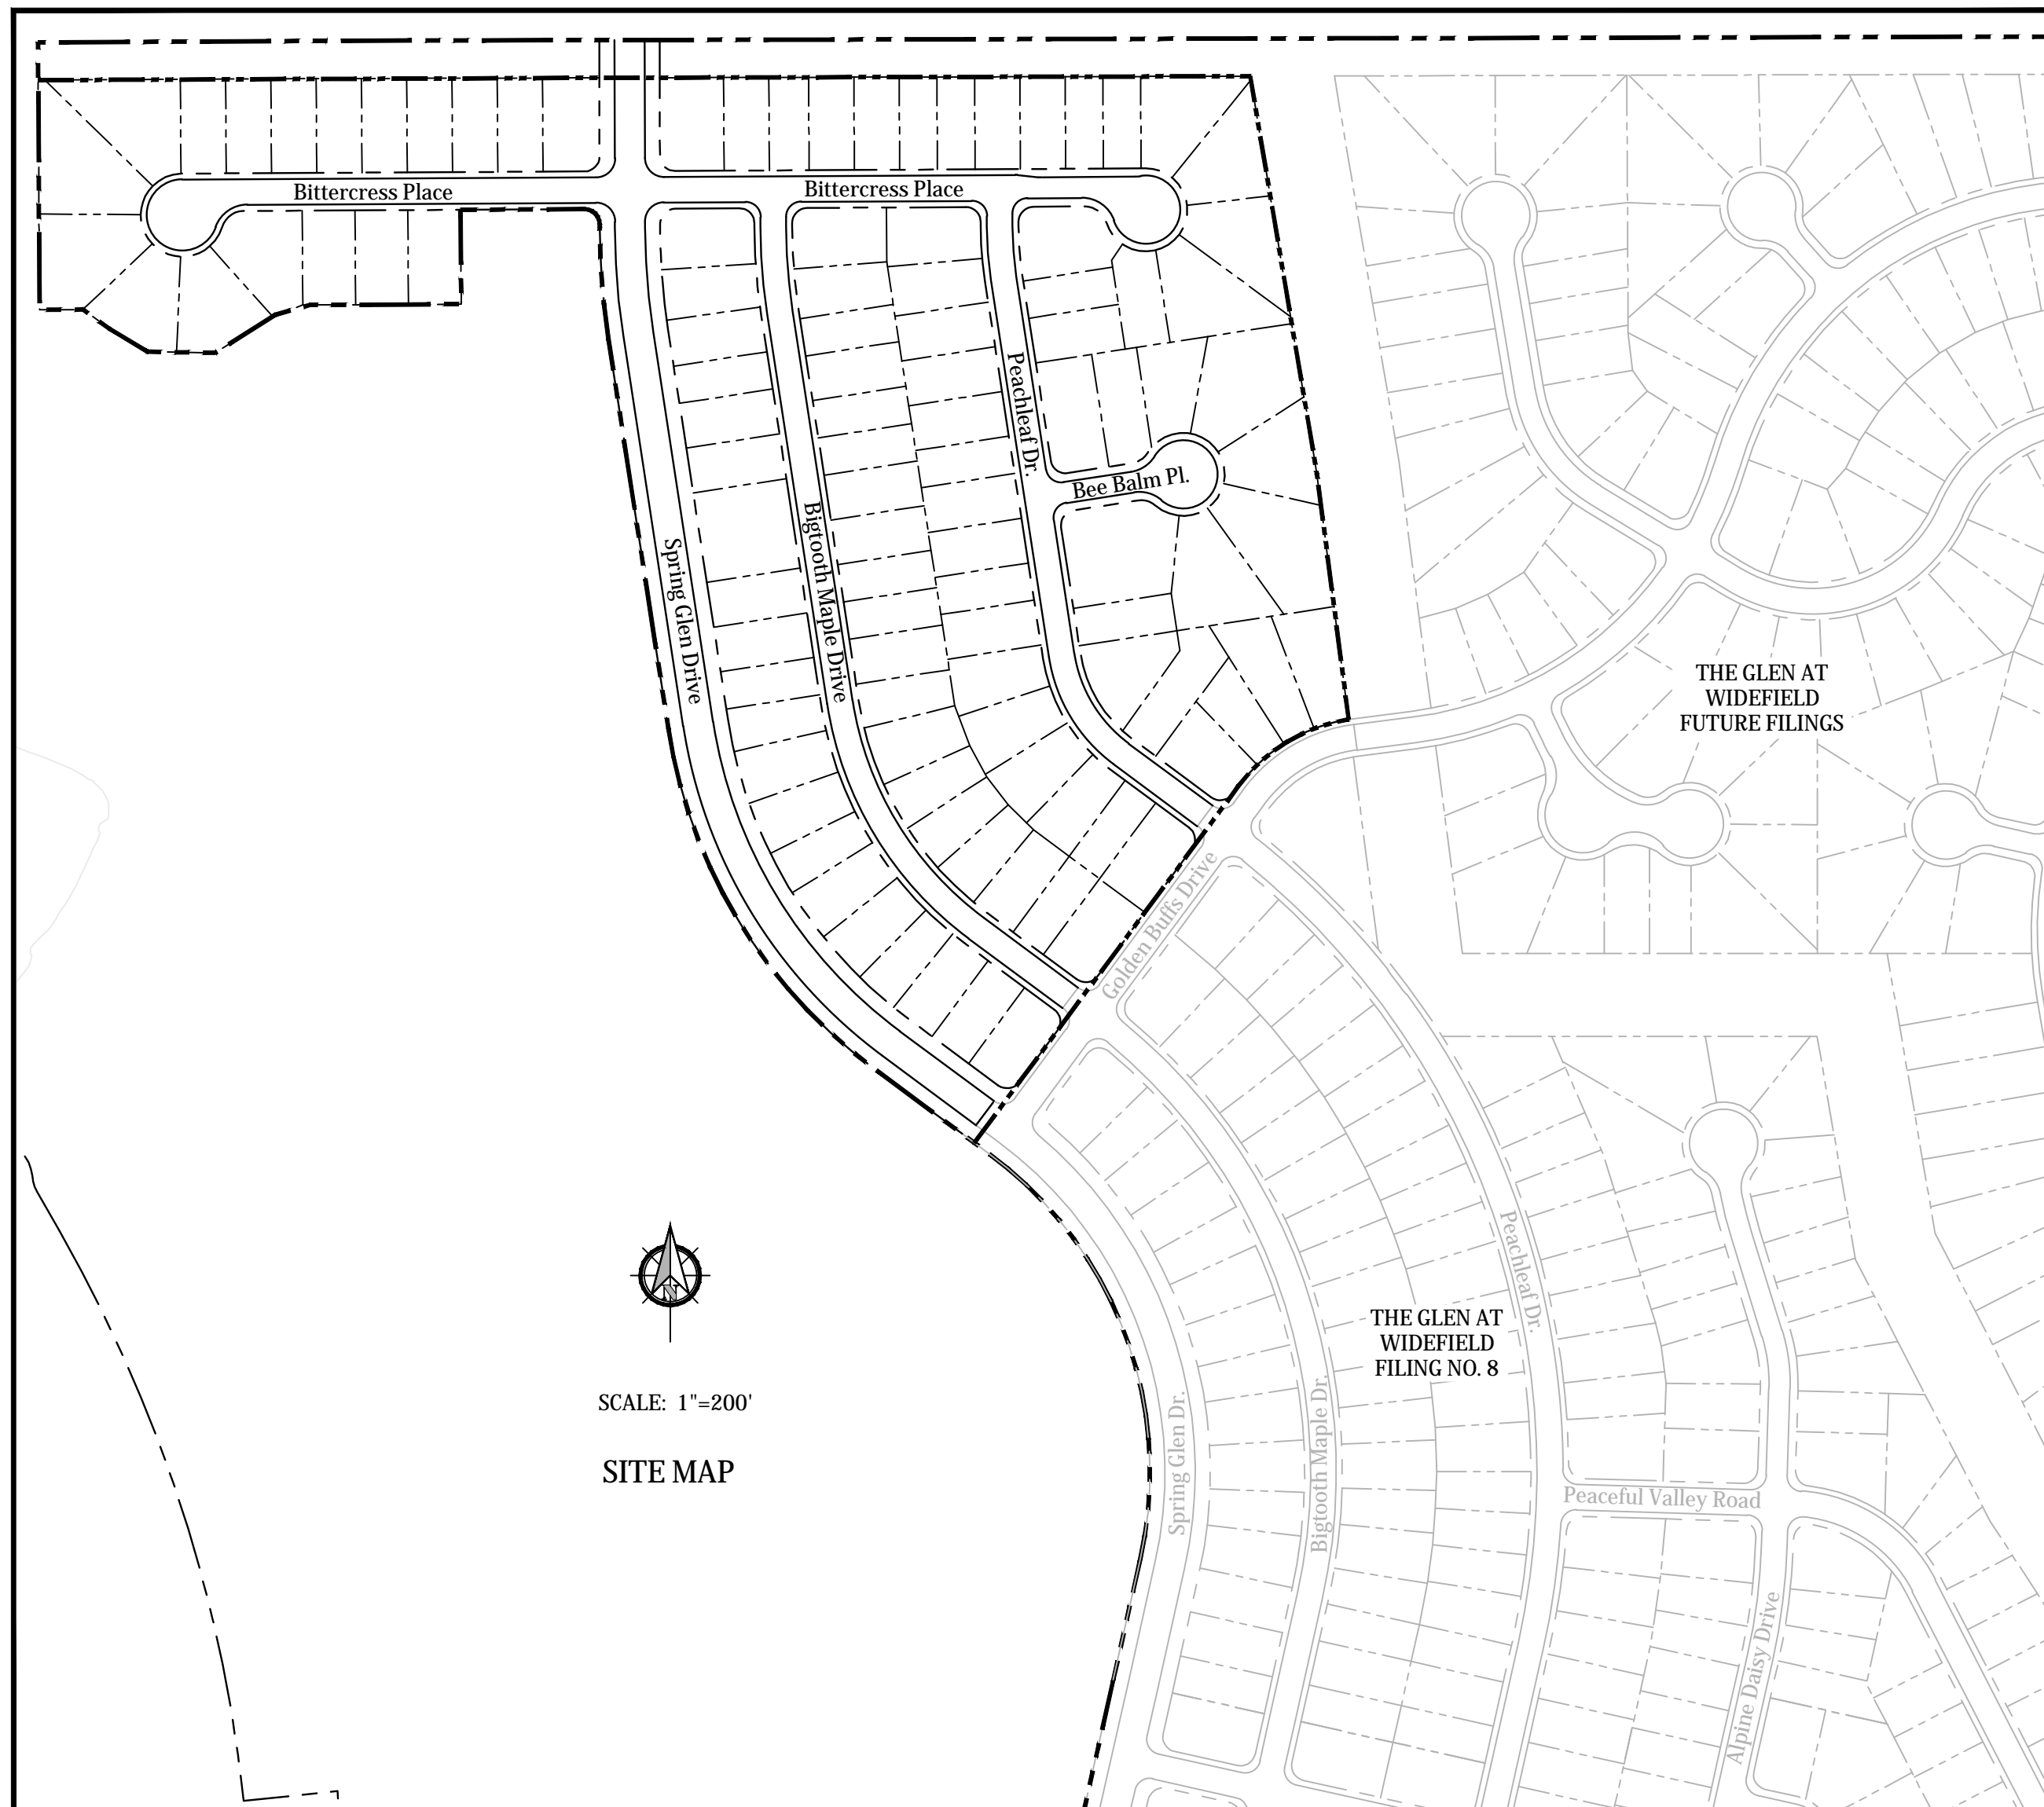 Bittercress Place
Bittercress Place
Peachleaf Dr.
Bee Balm Pl.
Bigtooth Maple Drive
Spring Glen Drive
THE GLEN AT
WIDEFIELD
FUTURE FILINGS
Golden Buffs Drive
Peachleaf Dr.
N
THE GLEN AT
WIDEFIELD
FILING NO. 8
SCALE: 1"=200'
SITE MAP
Spring Glen Dr.
Bigtooth Maple Dr.
Peaceful Valley Road
Alpine Daisy Drive